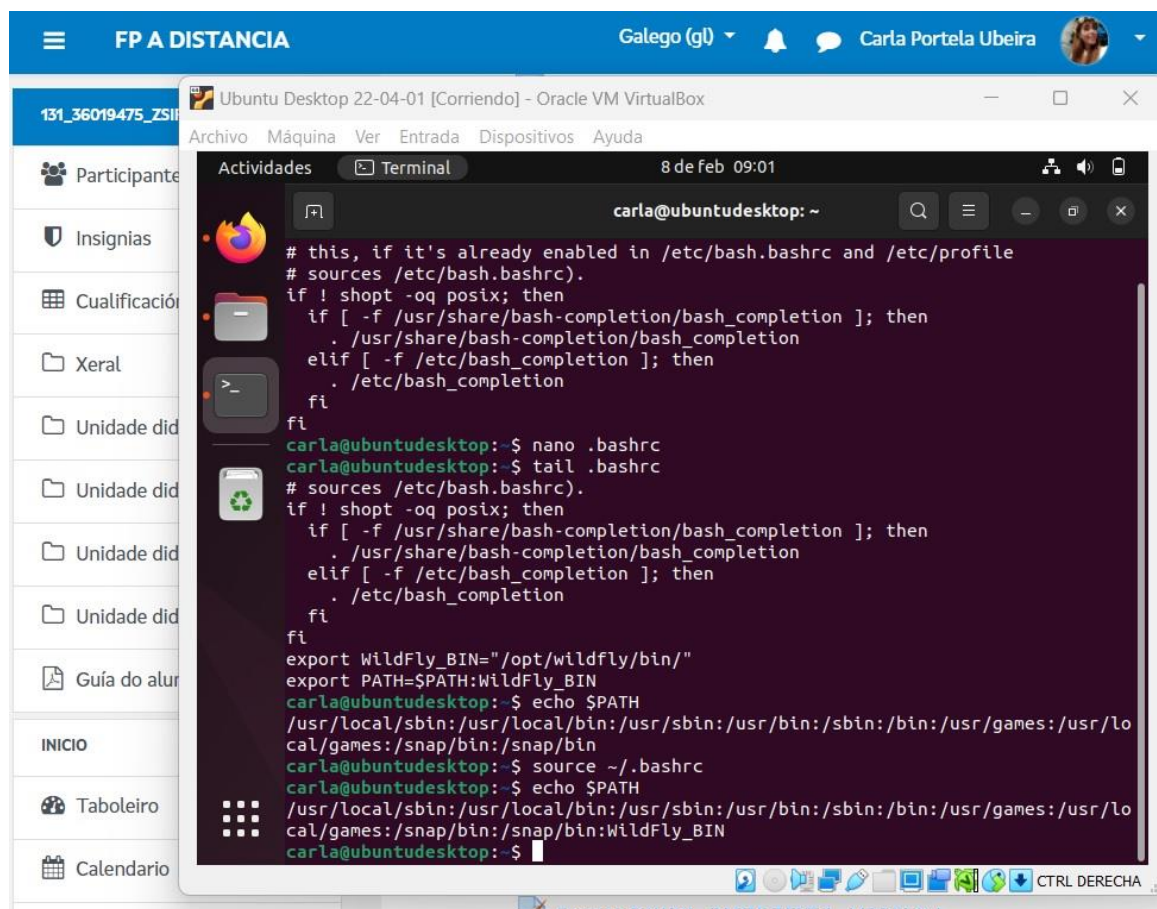 FP A DISTANCIA
Galego (gl)
Carla Portela Ubeira
131_36019475_ZSIF
Ubuntu Desktop 22-04-01 [Corriendo] - Oracle VM VirtualBox
Archivo Máquina Ver Entrada Dispositivos Ayuda
Participante
Insignias
Cualificación
Xeral
Unidade did
Unidade did
Unidade did
Unidade did
Guía do alur
INICIO
Taboleiro
Calendario
Actividades Terminal 8 de feb 09:01
carla@ubuntudesktop: ~
# this, if it's already enabled in /etc/bash.bashrc and /etc/profile
# sources /etc/bash.bashrc).
if ! shopt -oq posix; then
if [ -f /usr/share/bash-completion/bash_completion ]; then
. /usr/share/bash-completion/bash_completion
elif [ -f /etc/bash_completion ]; then
. /etc/bash_completion
fi
fi
carla@ubuntudesktop:~$ nano .bashrc
carla@ubuntudesktop:~$ tail .bashrc
# sources /etc/bash.bashrc).
if ! shopt -oq posix; then
if [ -f /usr/share/bash-completion/bash_completion ]; then
. /usr/share/bash-completion/bash_completion
elif [ -f /etc/bash_completion ]; then
. /etc/bash_completion
fi
fi
export WildFly_BIN="/opt/wildfly/bin/"
export PATH=$PATH:WildFly_BIN
carla@ubuntudesktop:~$ echo $PATH
/usr/local/sbin:/usr/local/bin:/usr/sbin:/usr/bin:/sbin:/bin:/usr/games:/usr/lo
cal/games:/snap/bin:/snap/bin
carla@ubuntudesktop:~$ source ~/.bashrc
carla@ubuntudesktop:~$ echo $PATH
/usr/local/sbin:/usr/local/bin:/usr/sbin:/usr/bin:/sbin:/bin:/usr/games:/usr/lo
cal/games:/snap/bin:/snap/bin:WildFly_BIN
carla@ubuntudesktop:~$
CTRL DERECHA